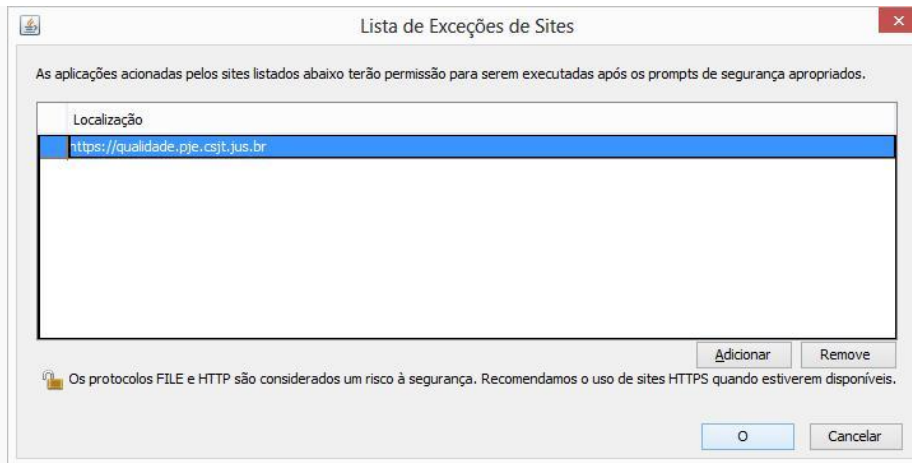 Lista de Exceções de Sites
As aplicações acionadas pelos sites listados abaixo terão permissão para serem executadas após os prompts de segurança apropriados.
Localização
https://qualidade.pje.csjt.jus.br
Adicionar Remove
Os protocolos FILE e HTTP são considerados um risco à segurança. Recomendamos o uso de sites HTTPS quando estiverem disponíveis.
O Cancelar